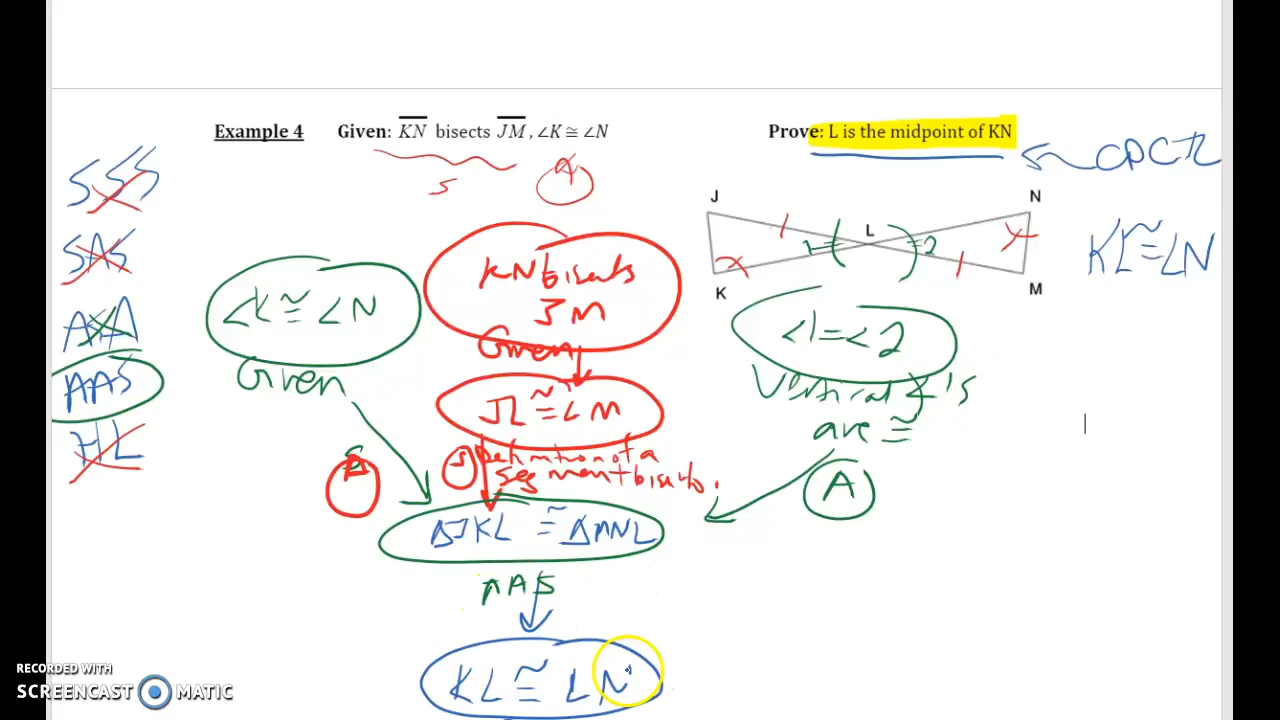 Example 4 Given: KN bisects JM, ∠K ≅ ∠N Prove: L is the midpoint of KN
S CPCTC
S A
SSS
SAS
AAA
AAS
HL
J N
L
1 2
K M
KL ≅ LN
∠K ≅ ∠N
Given
KN bisects
JM
Given
JL ≅ LM
Definition of a
segment bisector.
∠1 = ∠2
Vertical ∠'s
are ≅
A S A
ΔJKL ≅ ΔMNL
AAS
KL ≅ LN
RECORDED WITH
SCREENCAST MATIC